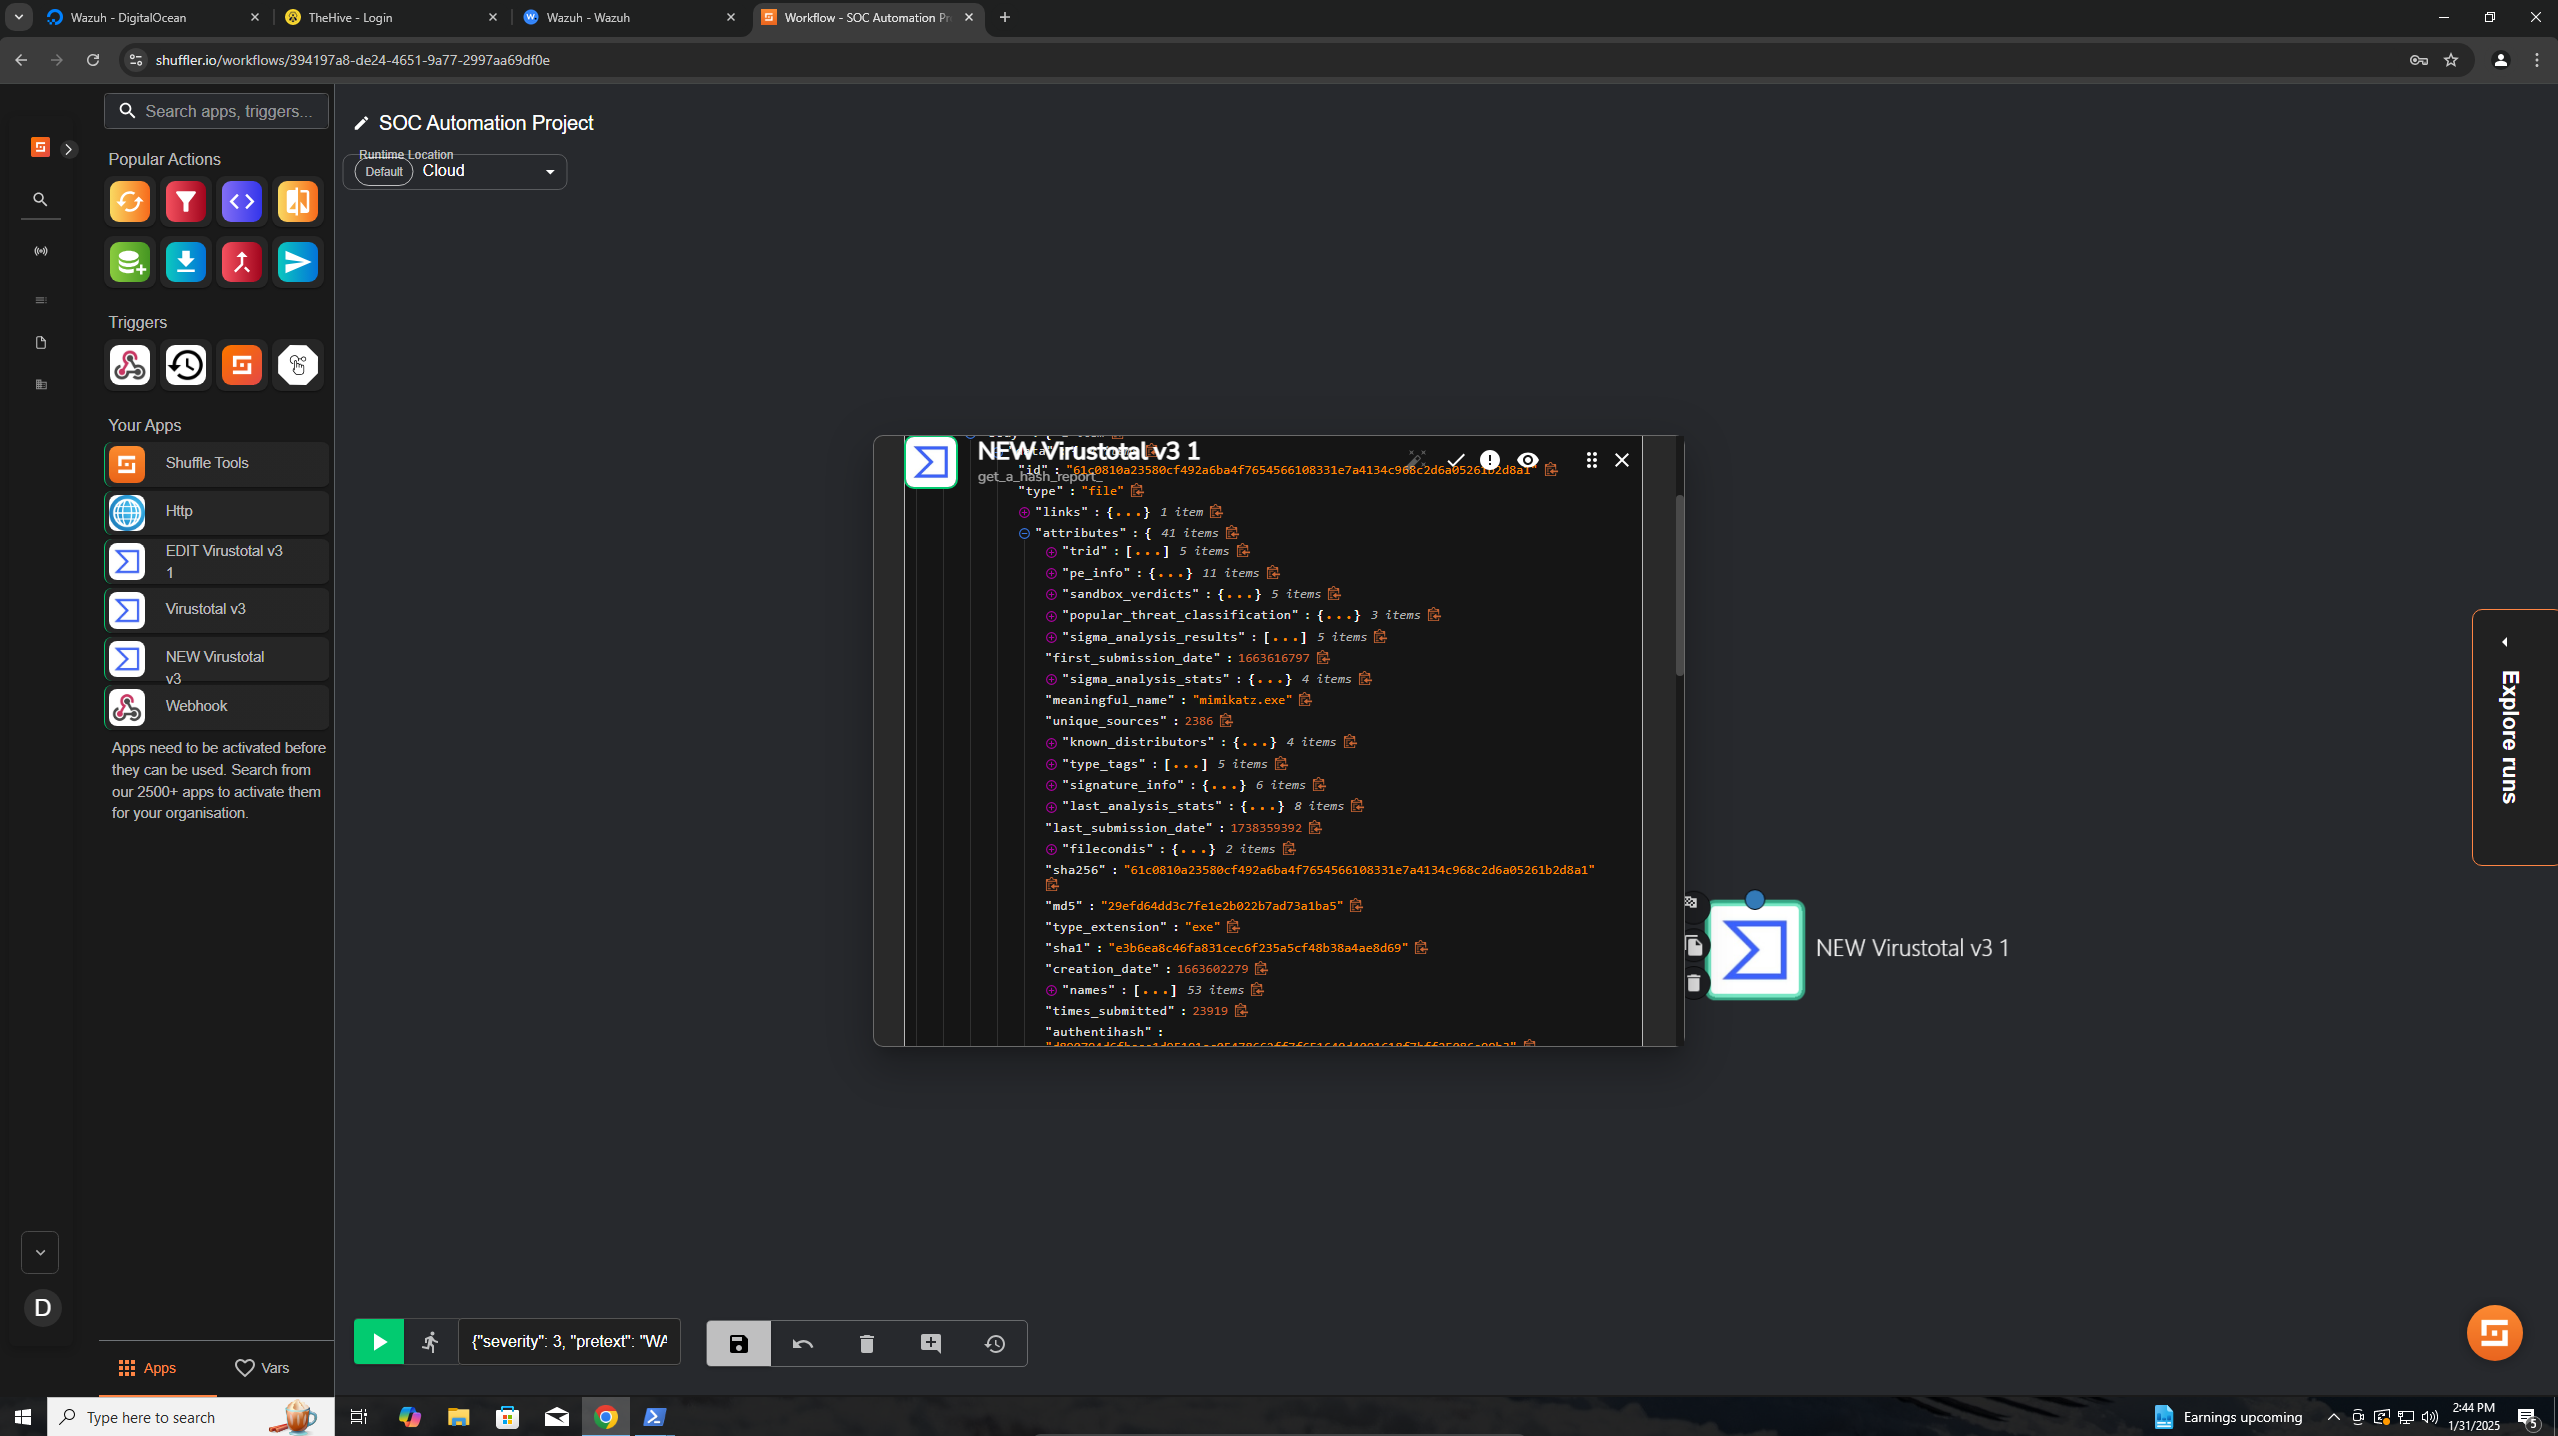 Wazuh - DigitalOcean
TheHive - Login
Wazuh - Wazuh
Workflow - SOC Automation Pr
shuffler.io/workflows/394197a8-de24-4651-9a77-2997aa69df0e
Search apps, triggers...
Popular Actions
Triggers
Your Apps
Shuffle Tools
Http
EDIT Virustotal v3
1
Virustotal v3
NEW Virustotal
v3
Webhook
Apps need to be activated before
they can be used. Search from
our 2500+ apps to activate them
for your organisation.
D
Apps
Vars
SOC Automation Project
Runtime Location
Default
Cloud
NEW Virustotal v3 1
get_a_hash_report_
"id" : "61c0810a23580cf492a6ba4f7654566108331e7a4134c968c2d6a05261b2d8a1"
"type" : "file"
"links" : {...} 1 item
"attributes" : { 41 items
"trid" : [...] 5 items
"pe_info" : {...} 11 items
"sandbox_verdicts" : {...} 5 items
"popular_threat_classification" : {...} 3 items
"sigma_analysis_results" : [...] 5 items
"first_submission_date" : 1663616797
"sigma_analysis_stats" : {...} 4 items
"meaningful_name" : "mimikatz.exe"
"unique_sources" : 2386
"known_distributors" : {...} 4 items
"type_tags" : [...] 5 items
"signature_info" : {...} 6 items
"last_analysis_stats" : {...} 8 items
"last_submission_date" : 1738359392
"filecondis" : {...} 2 items
"sha256" : "61c0810a23580cf492a6ba4f7654566108331e7a4134c968c2d6a05261b2d8a1"
"md5" : "29efd64dd3c7fe1e2b022b7ad73a1ba5"
"type_extension" : "exe"
"sha1" : "e3b6ea8c46fa831cec6f235a5cf48b38a4ae8d69"
"creation_date" : 1663602279
"names" : [...] 53 items
"times_submitted" : 23919
"authentihash" :
NEW Virustotal v3 1
Explore runs
{"severity": 3, "pretext": "WA
Type here to search
Earnings upcoming
2:44 PM
1/31/2025
5